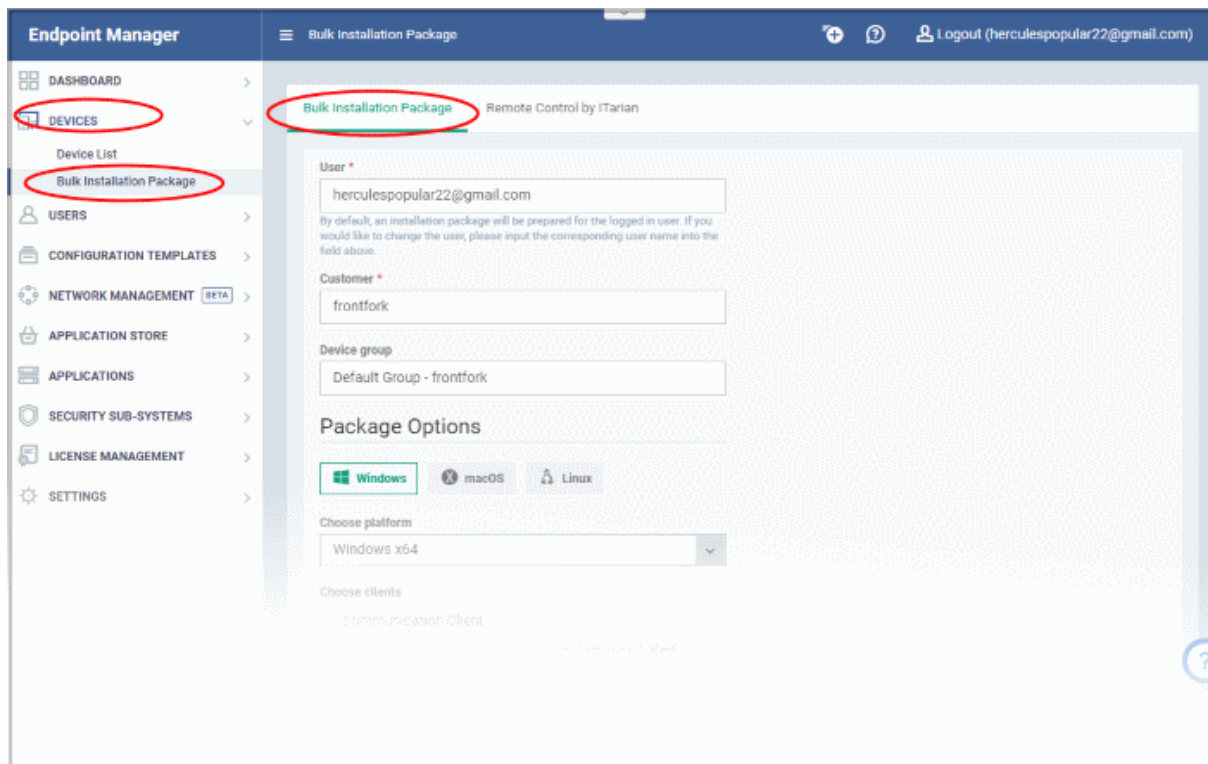 Endpoint Manager
Bulk Installation Package
Logout (herculespopular22@gmail.com)
DASHBOARD
DEVICES
Device List
Bulk Installation Package
USERS
CONFIGURATION TEMPLATES
NETWORK MANAGEMENT BETA
APPLICATION STORE
APPLICATIONS
SECURITY SUB-SYSTEMS
LICENSE MANAGEMENT
SETTINGS
Bulk Installation Package Remote Control by ITarian
User *
herculespopular22@gmail.com
By default, an installation package will be prepared for the logged in user. If you
would like to change the user, please input the corresponding user name into the
field above.
Customer *
frontfork
Device group
Default Group - frontfork
Package Options
Windows macOS Linux
Choose platform
Windows x64
Choose clients
Communication Client